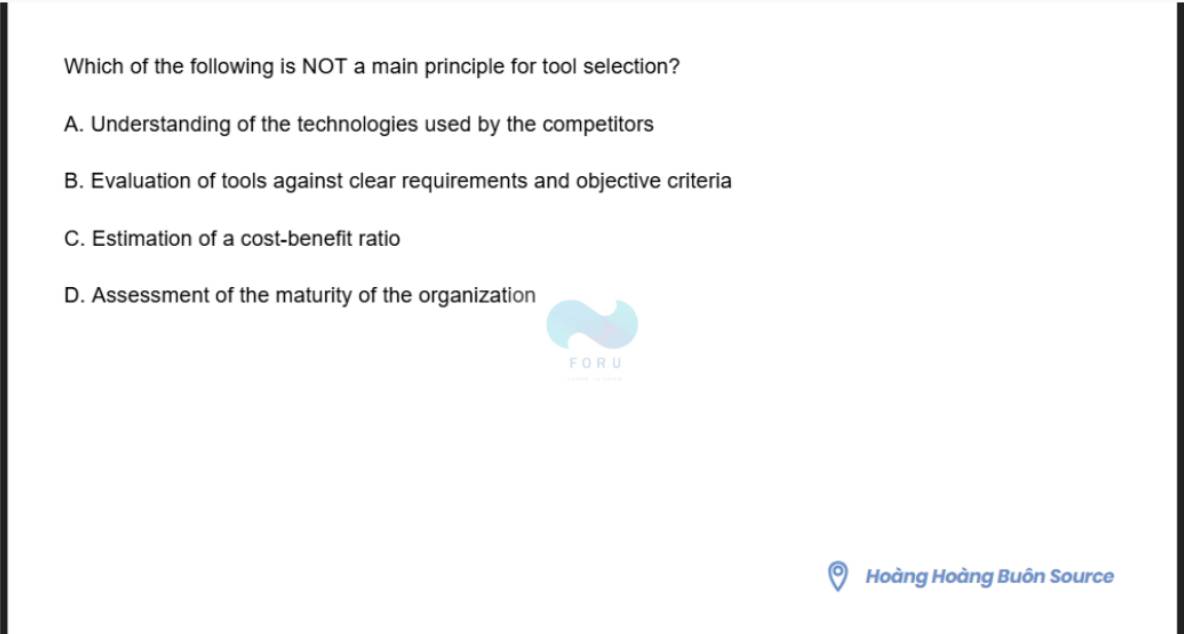 Which of the following is NOT a main principle for tool selection?
A. Understanding of the technologies used by the competitors
B. Evaluation of tools against clear requirements and objective criteria
C. Estimation of a cost-benefit ratio
D. Assessment of the maturity of the organization
FORU
Hoàng Hoàng Buôn Source